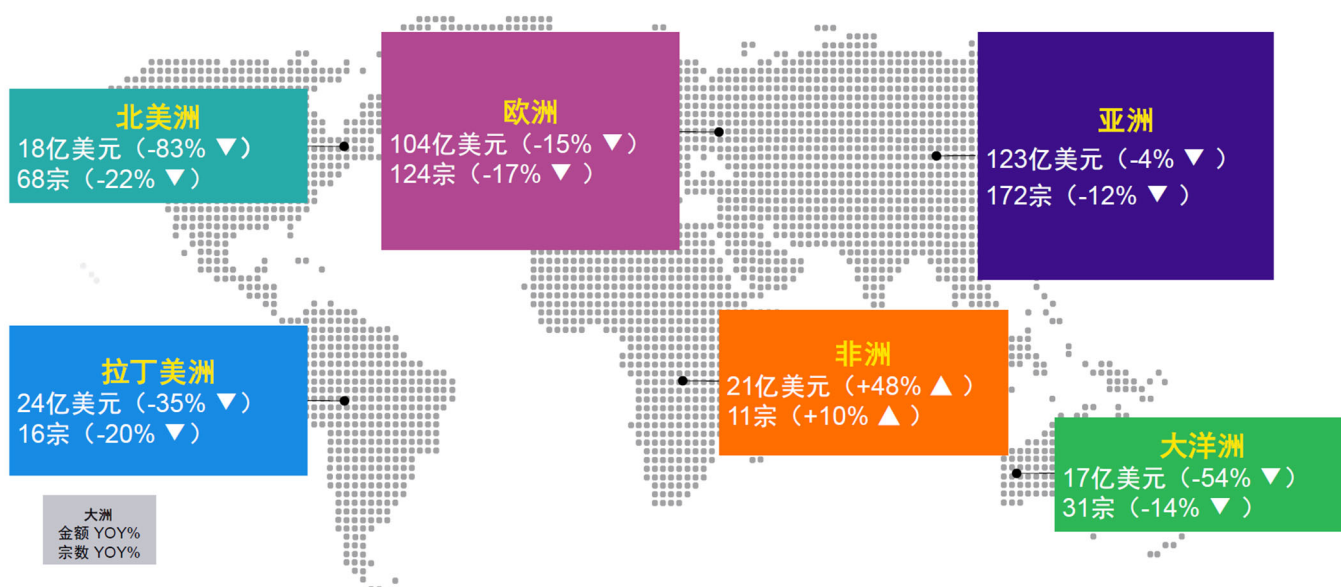 北美洲
18亿美元（-83% ▼）
68宗（-22% ▼）
欧洲
104亿美元（-15% ▼）
124宗（-17% ▼）
亚洲
123亿美元（-4% ▼）
172宗（-12% ▼）
拉丁美洲
24亿美元（-35% ▼）
16宗（-20% ▼）
非洲
21亿美元（+48% ▲）
11宗（+10% ▲）
大洋洲
17亿美元（-54% ▼）
31宗（-14% ▼）
大洲
金额 YOY%
宗数 YOY%